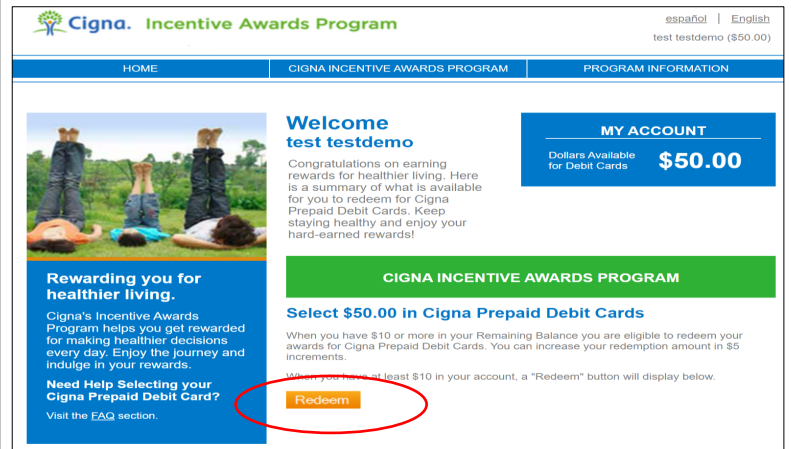 Cigna. Incentive Awards Program
español | English
test testdemo ($50.00)
HOME
CIGNA INCENTIVE AWARDS PROGRAM
PROGRAM INFORMATION
Welcome
test testdemo
Congratulations on earning
rewards for healthier living. Here
is a summary of what is available
for you to redeem for Cigna
Prepaid Debit Cards. Keep
staying healthy and enjoy your
hard-earned rewards!
MY ACCOUNT
Dollars Available
for Debit Cards
$50.00
Rewarding you for
healthier living.
Cigna's Incentive Awards
Program helps you get rewarded
for making healthier decisions
every day. Enjoy the journey and
indulge in your rewards.
Need Help Selecting your
Cigna Prepaid Debit Card?
Visit the FAQ section.
CIGNA INCENTIVE AWARDS PROGRAM
Select $50.00 in Cigna Prepaid Debit Cards
When you have $10 or more in your Remaining Balance you are eligible to redeem your
awards for Cigna Prepaid Debit Cards. You can increase your redemption amount in $5
increments.
When you have at least $10 in your account, a "Redeem" button will display below.
Redeem